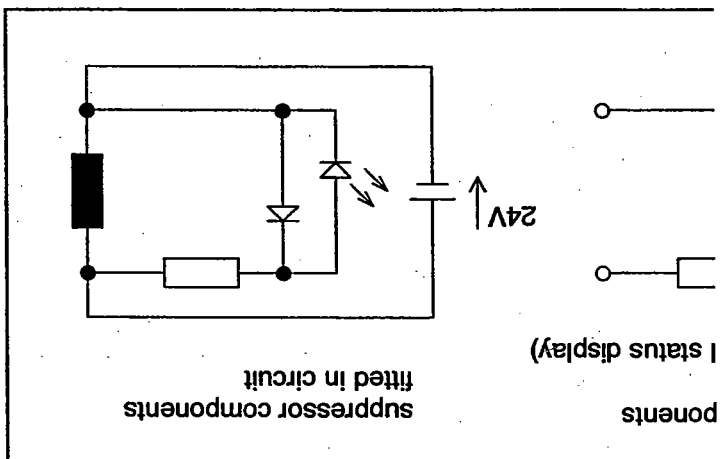 ponents
l status display)
suppressor components
fitted in circuit
24V